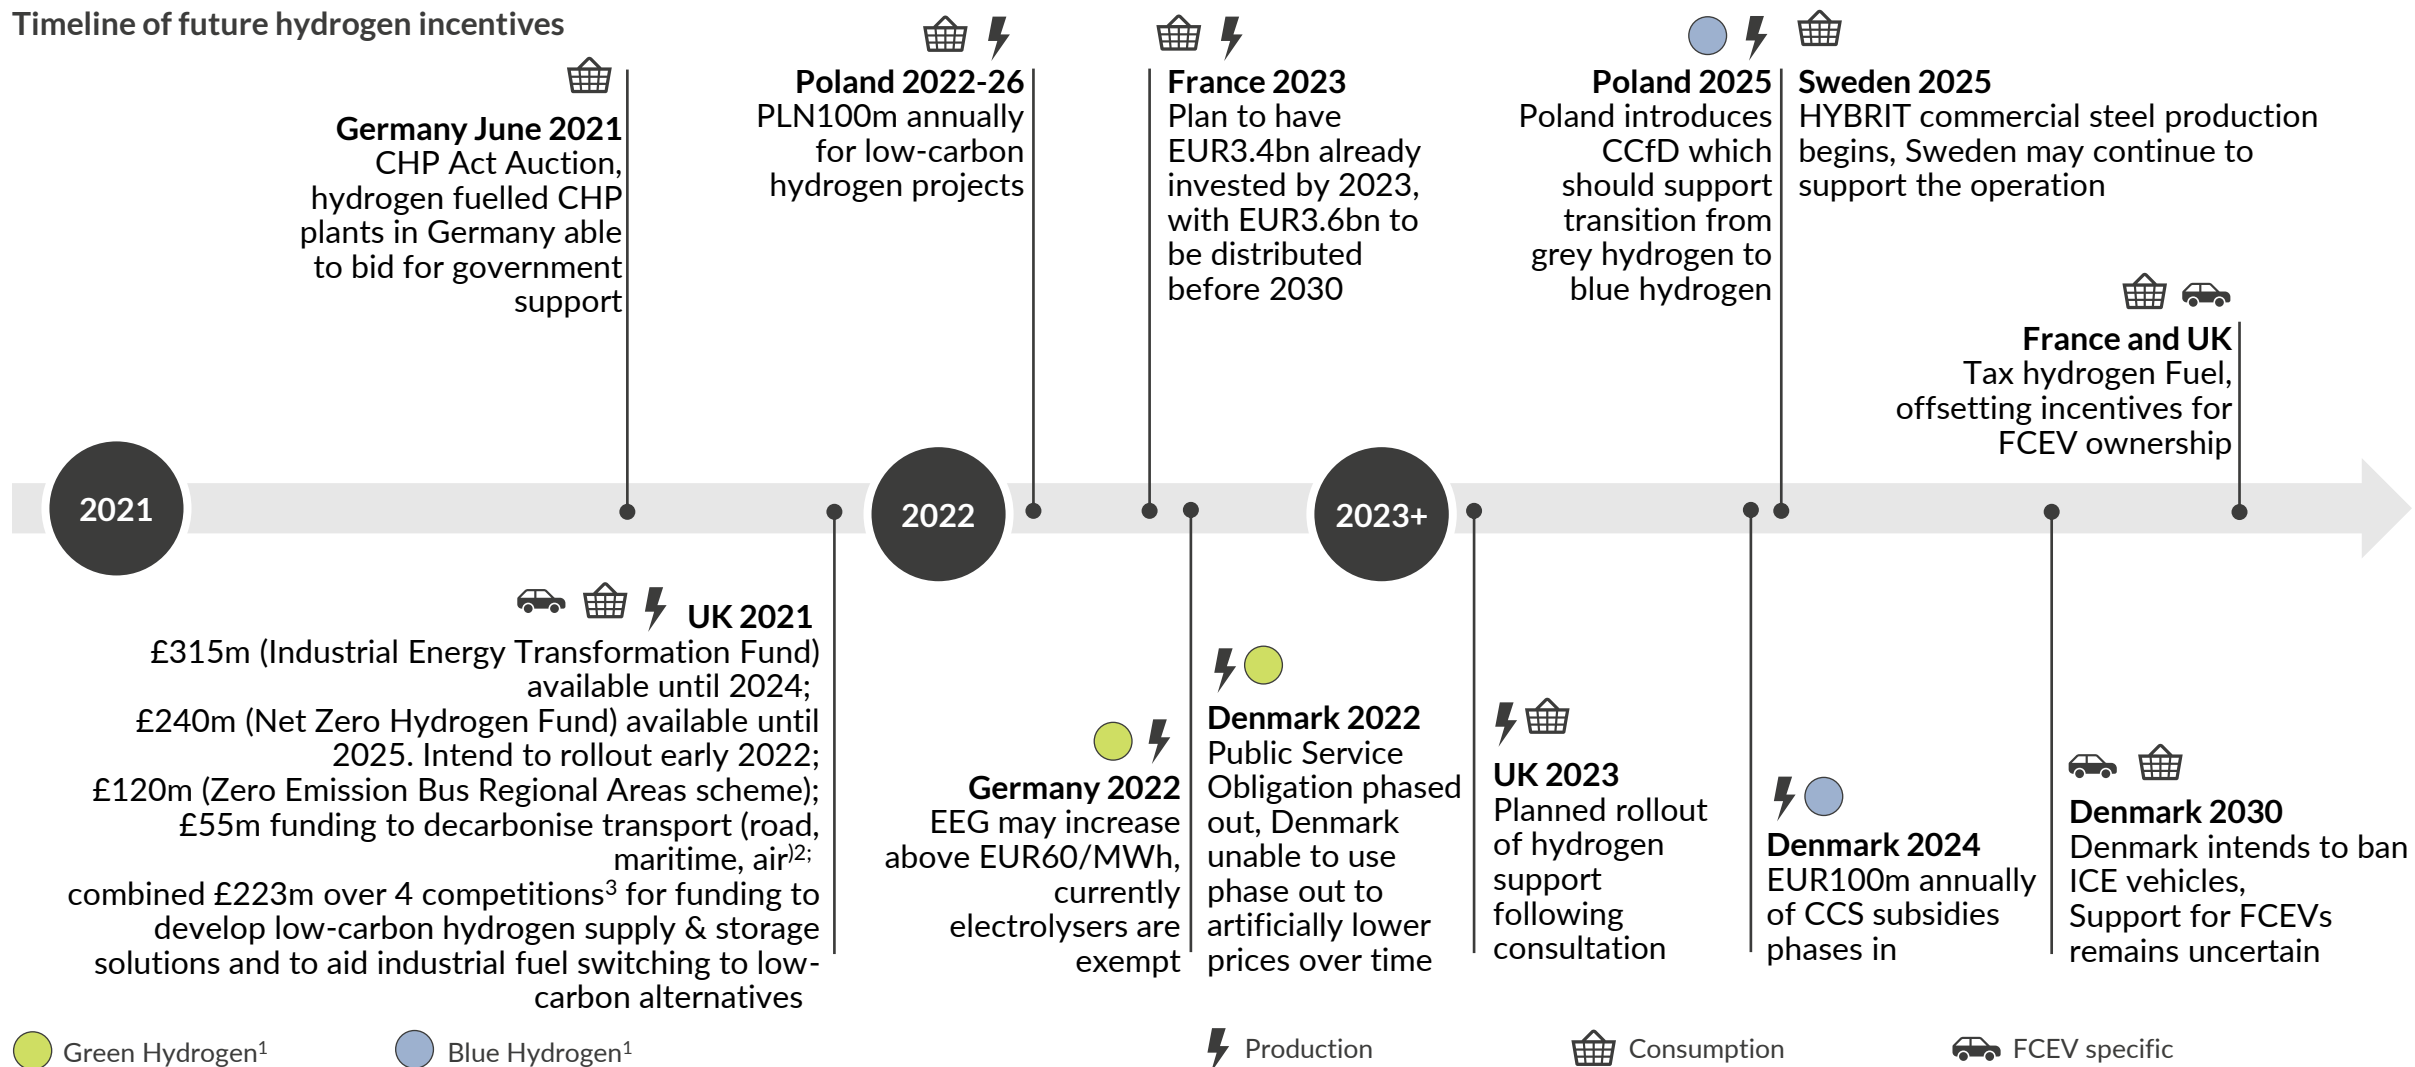 Timeline of future hydrogen incentives
Germany June 2021
CHP Act Auction,
hydrogen fuelled CHP
plants in Germany able
to bid for government
support
Poland 2022-26
PLN100m annually
for low-carbon
hydrogen projects
France 2023
Plan to have
EUR3.4bn already
invested by 2023,
with EUR3.6bn to
be distributed
before 2030
Poland 2025
Poland introduces
CCfD which
should support
transition from
grey hydrogen to
blue hydrogen
Sweden 2025
HYBRIT commercial steel production
begins, Sweden may continue to
support the operation
France and UK
Tax hydrogen Fuel,
offsetting incentives for
FCEV ownership
2021
2022
2023+
UK 2021
£315m (Industrial Energy Transformation Fund)
available until 2024;
£240m (Net Zero Hydrogen Fund) available until
2025. Intend to rollout early 2022;
£120m (Zero Emission Bus Regional Areas scheme);
£55m funding to decarbonise transport (road,
maritime, air)2;
combined £223m over 4 competitions3 for funding to
develop low-carbon hydrogen supply & storage
solutions and to aid industrial fuel switching to low-
carbon alternatives
Germany 2022
EEG may increase
above EUR60/MWh,
currently
electrolysers are
exempt
Denmark 2022
Public Service
Obligation phased
out, Denmark
unable to use
phase out to
artificially lower
prices over time
UK 2023
Planned rollout
of hydrogen
support
following
consultation
Denmark 2024
EUR100m annually
of CCS subsidies
phases in
Denmark 2030
Denmark intends to ban
ICE vehicles,
Support for FCEVs
remains uncertain
Green Hydrogen1
Blue Hydrogen1
Production
Consumption
FCEV specific